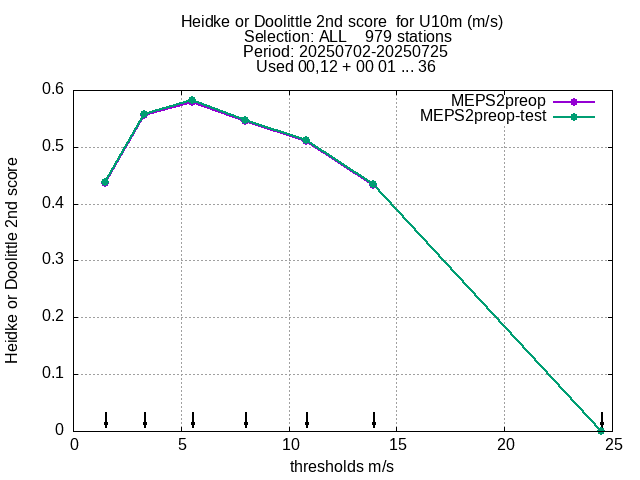 Heidke or Doolittle 2nd score  for U10m (m/s)
Selection: ALL    979 stations
Period: 20250702-20250725
Used 00,12 + 00 01 ... 36
MEPS2preop
MEPS2preop-test
0.6
0.5
0.4
0.3
0.2
0.1
0
Heidke or Doolittle 2nd score
0 5 10 15 20 25
thresholds m/s